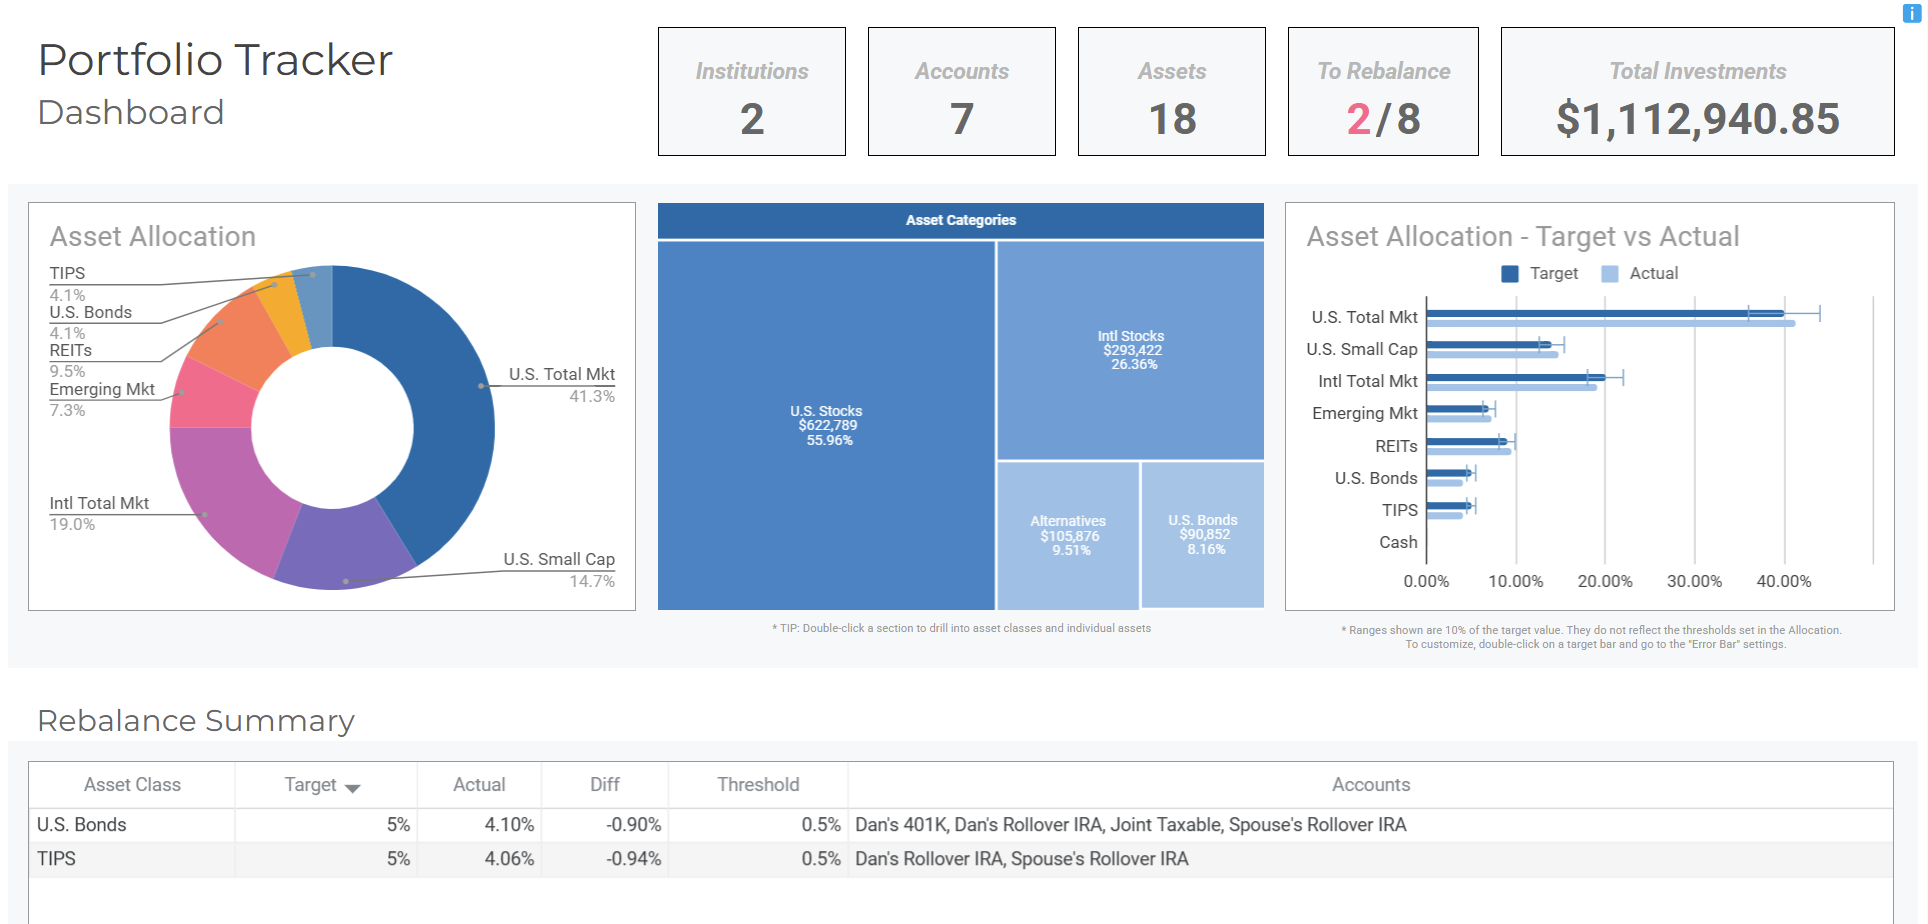 i
Portfolio Tracker
Dashboard
Institutions
2
Accounts
7
Assets
18
To Rebalance
2/8
Total Investments
$1,112,940.85
Asset Allocation
TIPS
4.1%
U.S. Bonds
4.1%
REITs
9.5%
Emerging Mkt
7.3%
U.S. Total Mkt
41.3%
Intl Total Mkt
19.0%
U.S. Small Cap
14.7%
Asset Categories
U.S. Stocks
$622,789
55.96%
Intl Stocks
$293,422
26.36%
Alternatives
$105,876
9.51%
U.S. Bonds
$90,852
8.16%
* TIP: Double-click a section to drill into asset classes and individual assets
Asset Allocation - Target vs Actual
Target Actual
U.S. Total Mkt
U.S. Small Cap
Intl Total Mkt
Emerging Mkt
REITs
U.S. Bonds
TIPS
Cash
0.00% 10.00% 20.00% 30.00% 40.00%
* Ranges shown are 10% of the target value. They do not reflect the thresholds set in the Allocation.
To customize, double-click on a target bar and go to the "Error Bar" settings.
Rebalance Summary
Asset Class Target Actual Diff Threshold Accounts
U.S. Bonds 5% 4.10% -0.90% 0.5% Dan's 401K, Dan's Rollover IRA, Joint Taxable, Spouse's Rollover IRA
TIPS 5% 4.06% -0.94% 0.5% Dan's Rollover IRA, Spouse's Rollover IRA